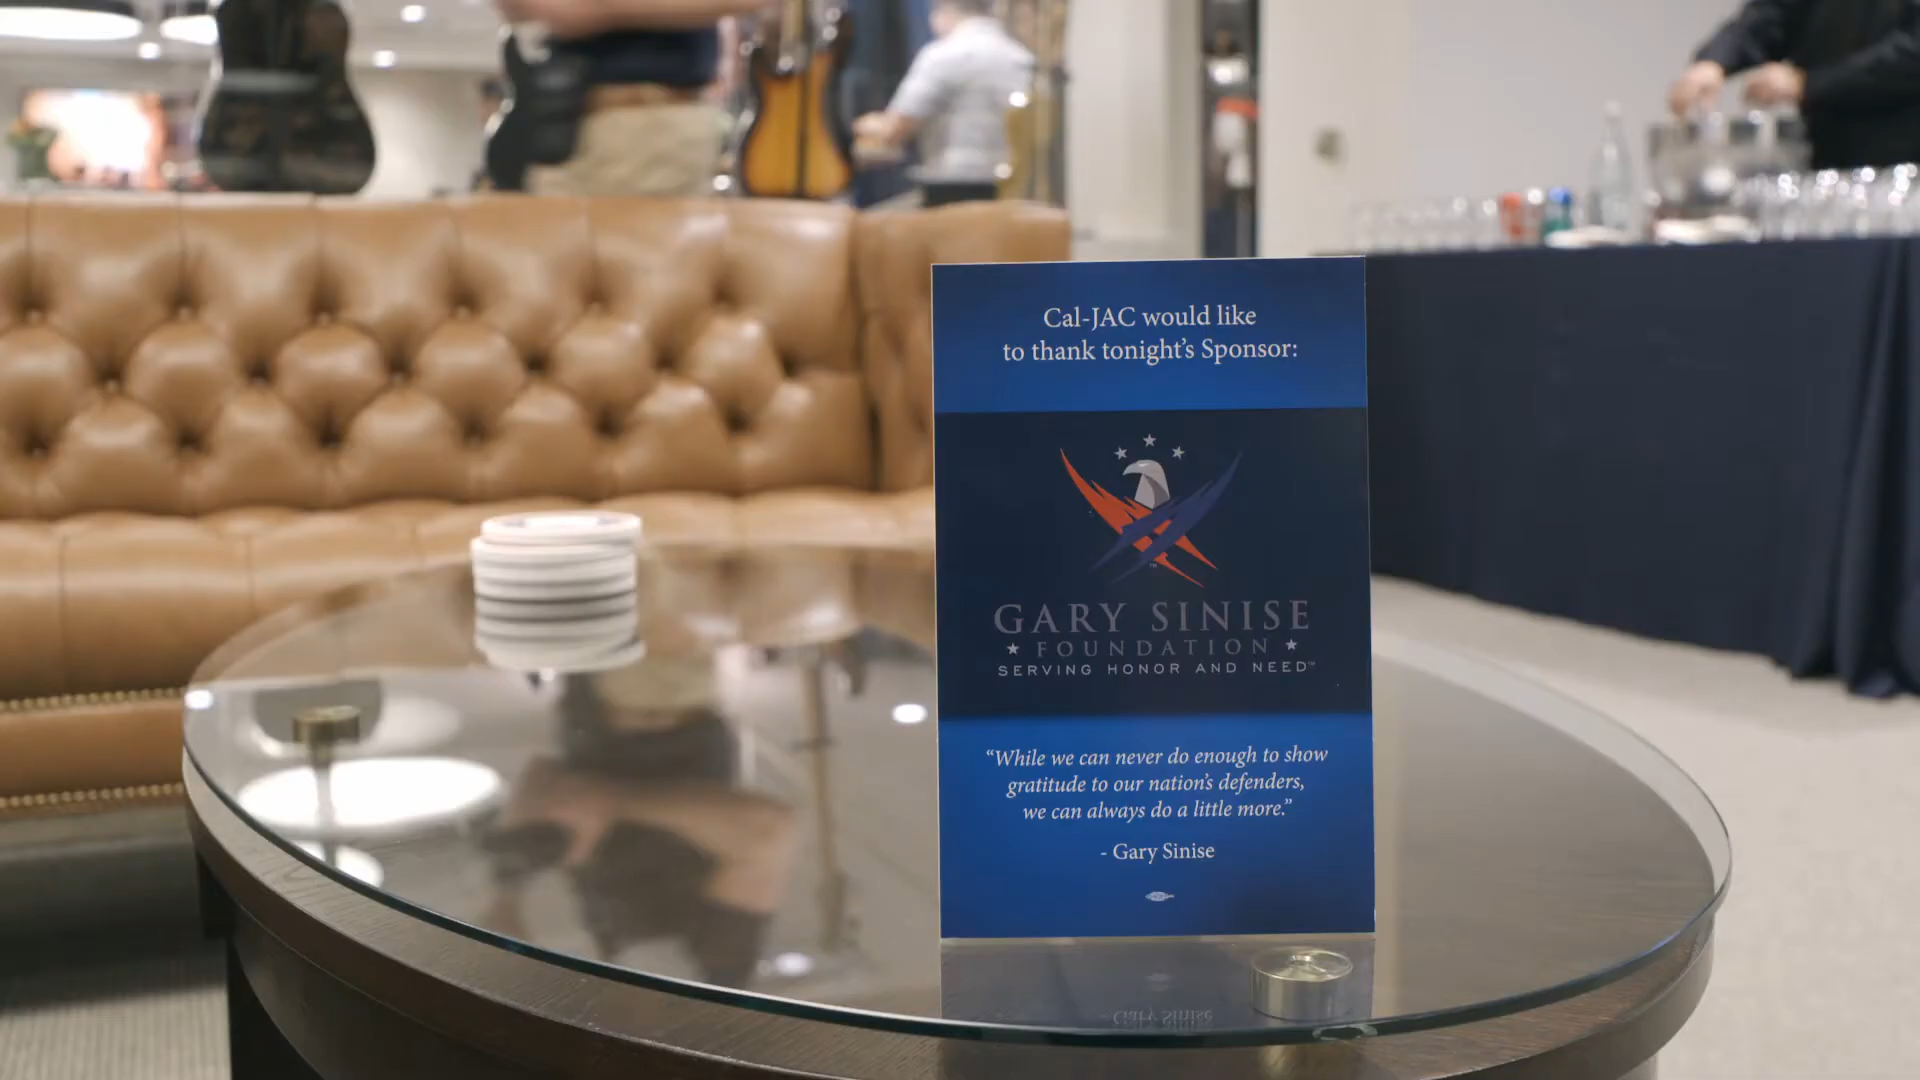 Cal-JAC would like
to thank tonight's Sponsor:
GARY SINISE
★ FOUNDATION ★
SERVING HONOR AND NEED™
“While we can never do enough to show
gratitude to our nation's defenders,
we can always do a little more.”
- Gary Sinise